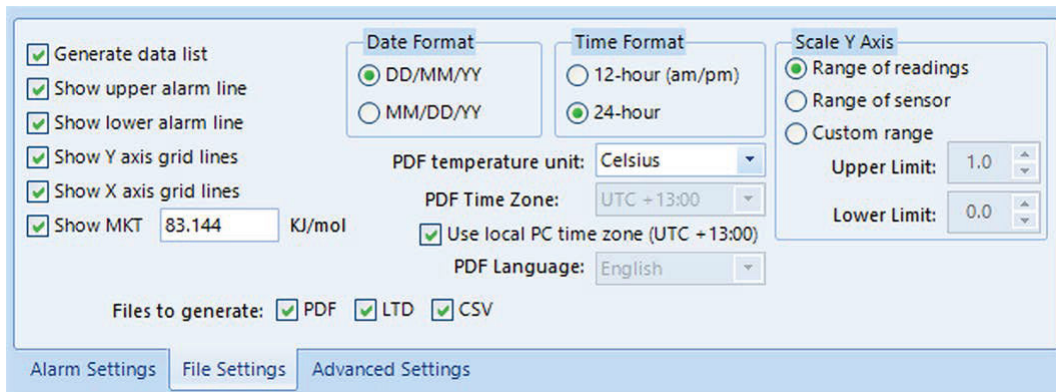 Generate data list
Show upper alarm line
Show lower alarm line
Show Y axis grid lines
Show X axis grid lines
Show MKT 83.144 KJ/mol
Date Format
DD/MM/YY
MM/DD/YY
Time Format
12-hour (am/pm)
24-hour
Scale Y Axis
Range of readings
Range of sensor
Custom range
Upper Limit: 1.0
Lower Limit: 0.0
PDF temperature unit: Celsius
PDF Time Zone: UTC +13:00
Use local PC time zone (UTC +13:00)
PDF Language: English
Files to generate: PDF LTD CSV
Alarm Settings File Settings Advanced Settings